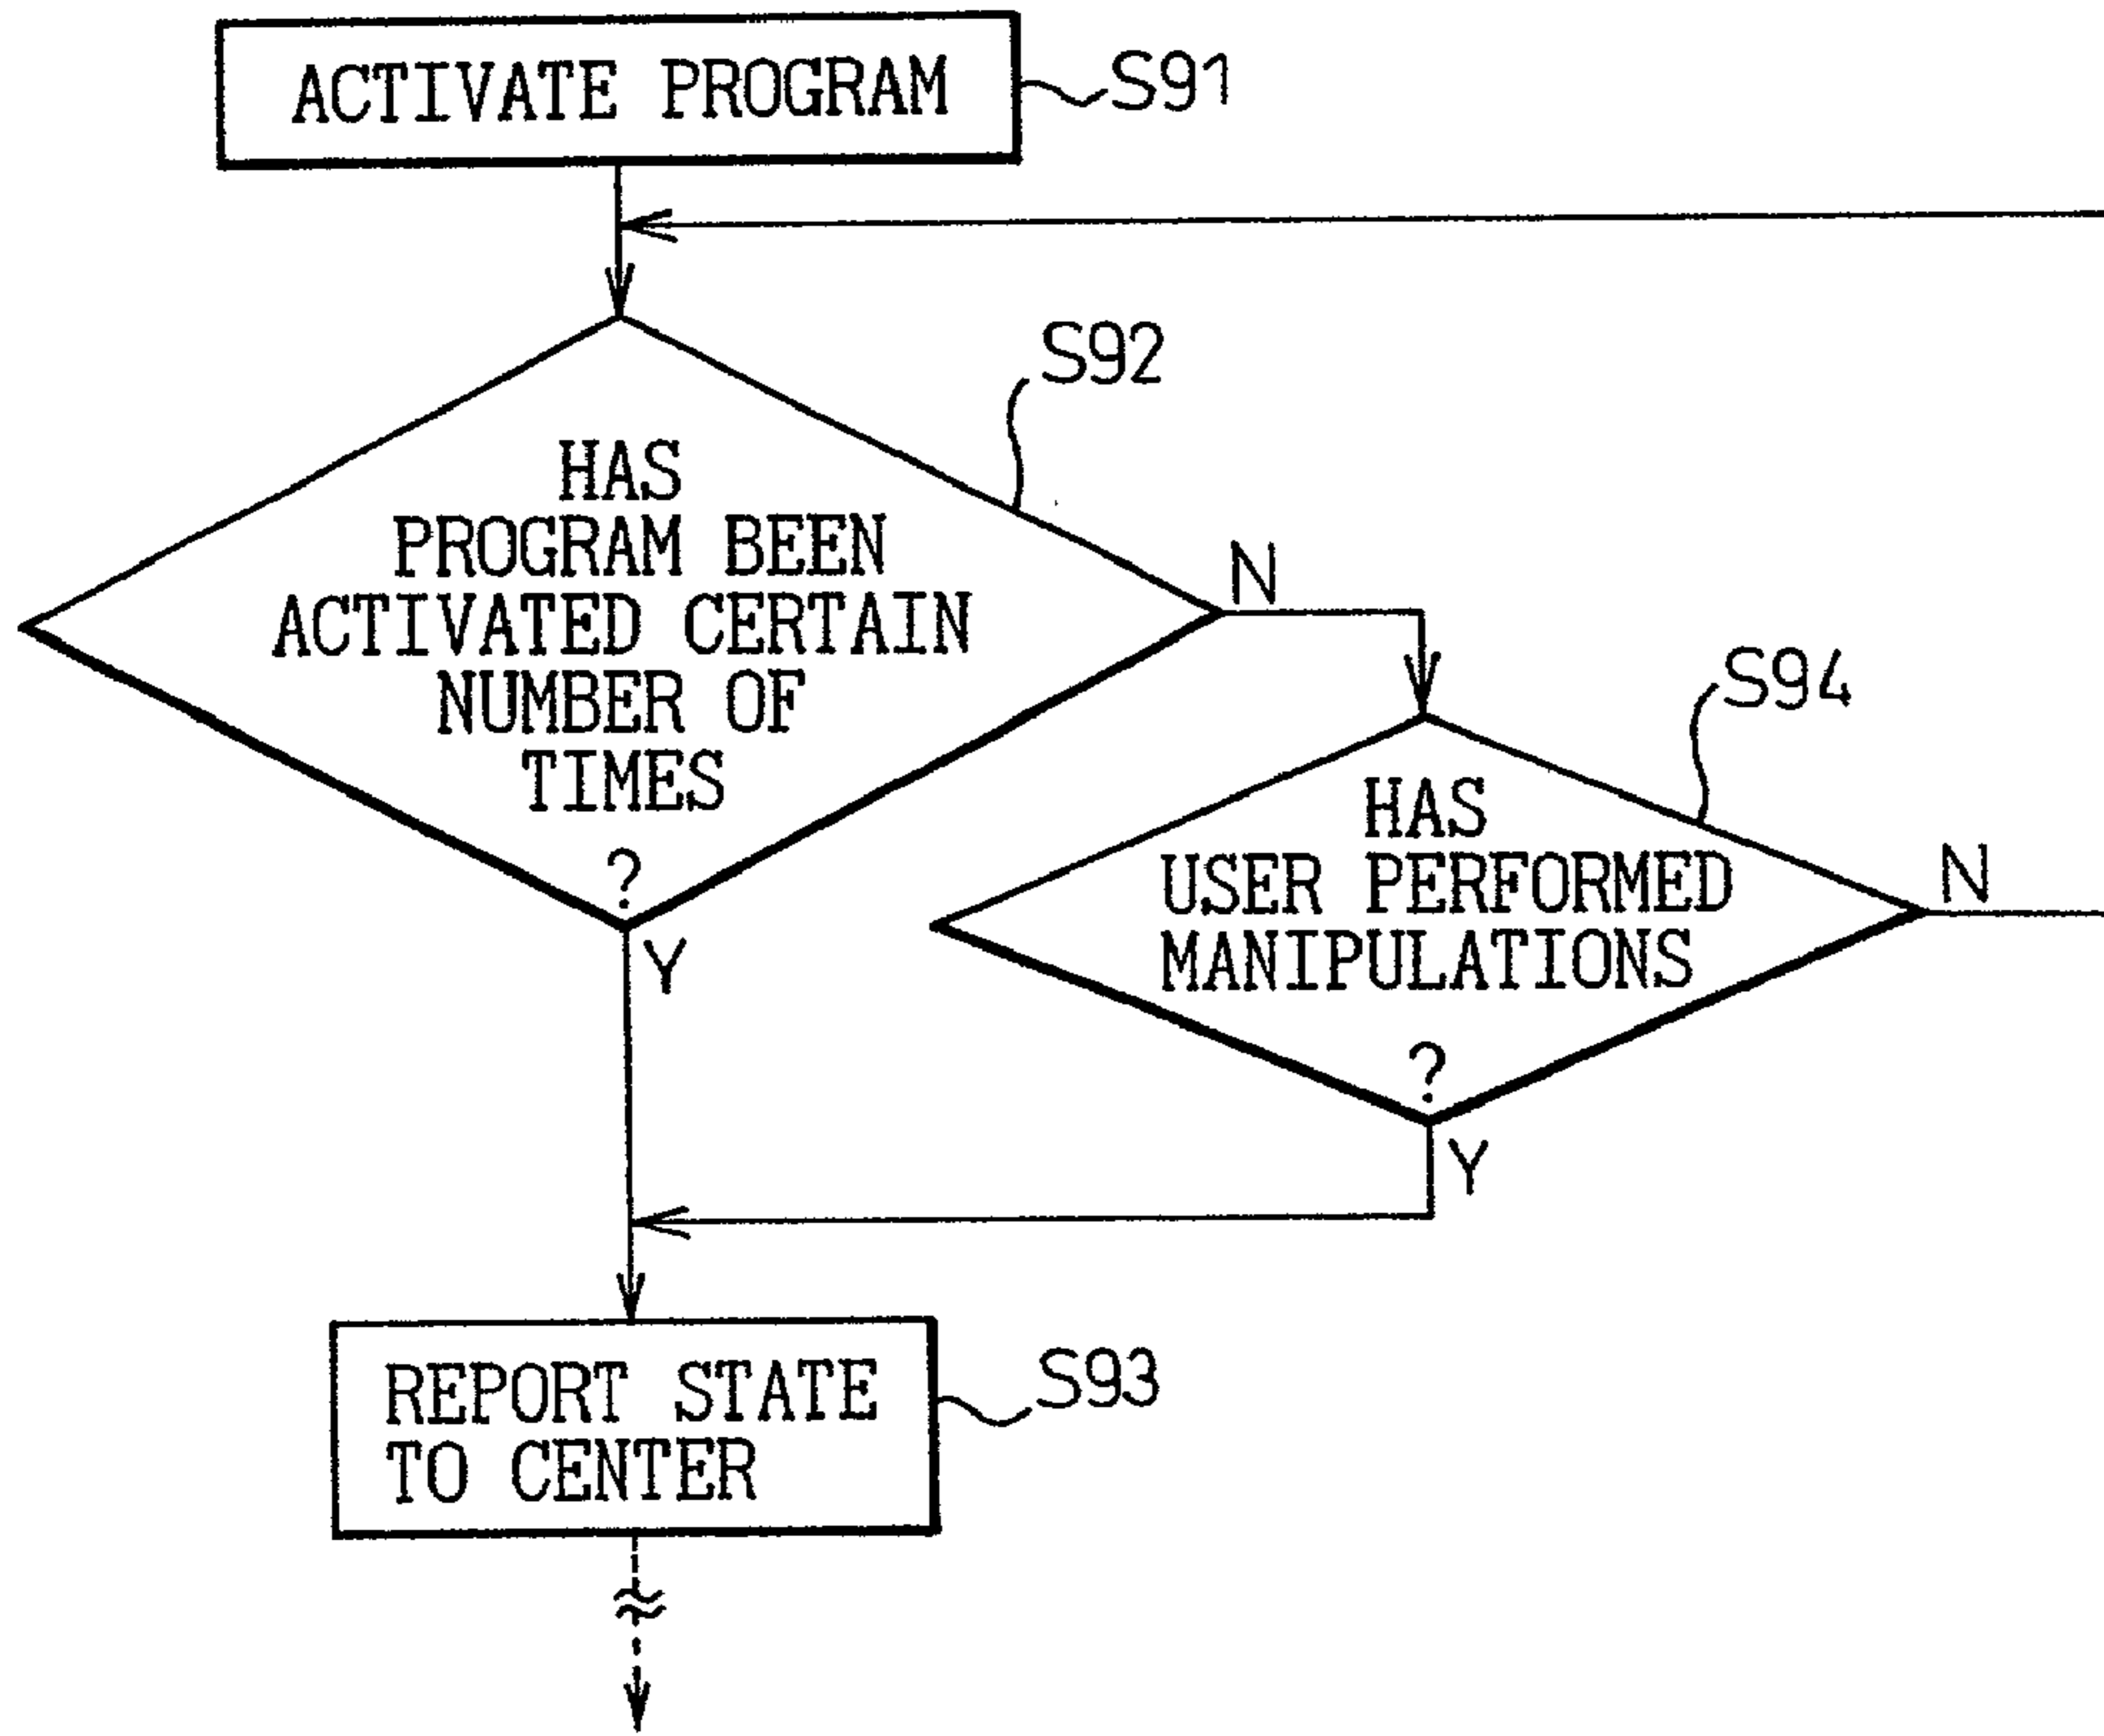 ACTIVATE PROGRAM
S91
S92
HAS
PROGRAM BEEN
ACTIVATED CERTAIN
NUMBER OF
TIMES
?
N
Y
S94
HAS
USER PERFORMED
MANIPULATIONS
?
N
Y
REPORT STATE
TO CENTER
S93